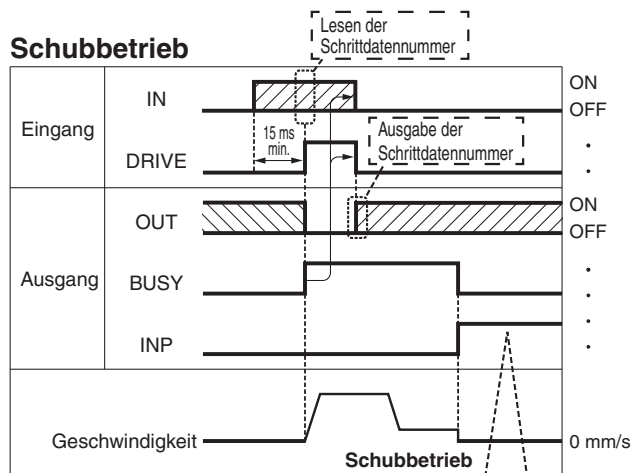 Schubbetrieb
Lesen der
Schrittdatennummer
Eingang
IN
ON
OFF
15 ms
min.
Ausgabe der
Schrittdatennummer
DRIVE
Ausgang
OUT
ON
OFF
BUSY
INP
Geschwindigkeit
0 mm/s
Schubbetrieb